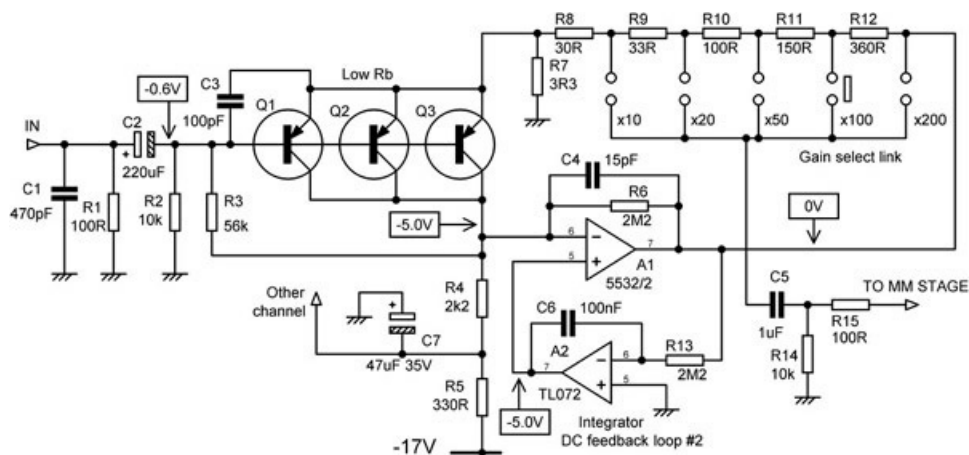 R8
30R
R9
33R
R10
100R
R11
150R
R12
360R
R7
3R3
C3
100pF
-0.6V
Low Rb
Q1
Q2
Q3
x10
x20
x50
x100
x200
Gain select link
IN
C2
+
220uF
C1
470pF
R1
100R
R2
10k
R3
56k
-5.0V
C4
15pF
R6
2M2
6
−
5
+
7
A1
5532/2
0V
C5
1uF
TO MM STAGE
R15
100R
R14
10k
Other
channel
+
C7
47uF 35V
R4
2k2
C6
100nF
A2
7
TL072
6
−
5
+
R13
2M2
R5
330R
-5.0V
Integrator
DC feedback loop #2
-17V